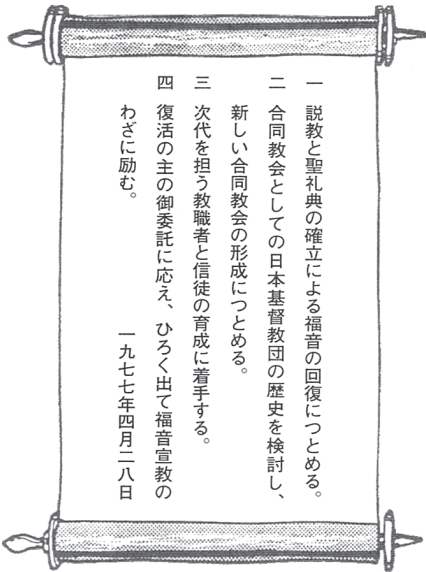 一 説教と聖礼典の確立による福音の回復につとめる。
二 合同教会としての日本基督教団の歴史を検討し、
新しい合同教会の形成につとめる。
三 次代を担う教職者と信徒の育成に着手する。
四 復活の主の御委託に応え、ひろく出て福音宣教の
わざに励む。
一九七七年四月二八日